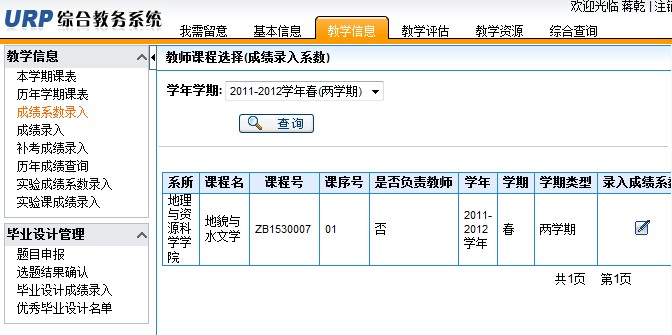 URP 综合教务系统
欢迎光临 蒋乾 | 注销
我需留意 基本信息 教学信息 教学评估 教学资源 综合查询
教学信息
本学期课表
历年学期课表
成绩系数录入
成绩录入
补考成绩录入
历年成绩查询
实验成绩系数录入
实验课成绩录入
毕业设计管理
题目申报
选题结果确认
毕业设计成绩录入
优秀毕业设计名单
教师课程选择(成绩录入系数)
学年学期: 2011-2012学年春(两学期)
查询
系所 课程名 课程号 课序号 是否负责教师 学年 学期 学期类型 录入成绩系数
地理与资源科学学院 地貌与水文学 ZB1530007 01 否 2011-2012学年 春 两学期
共1页 第1页